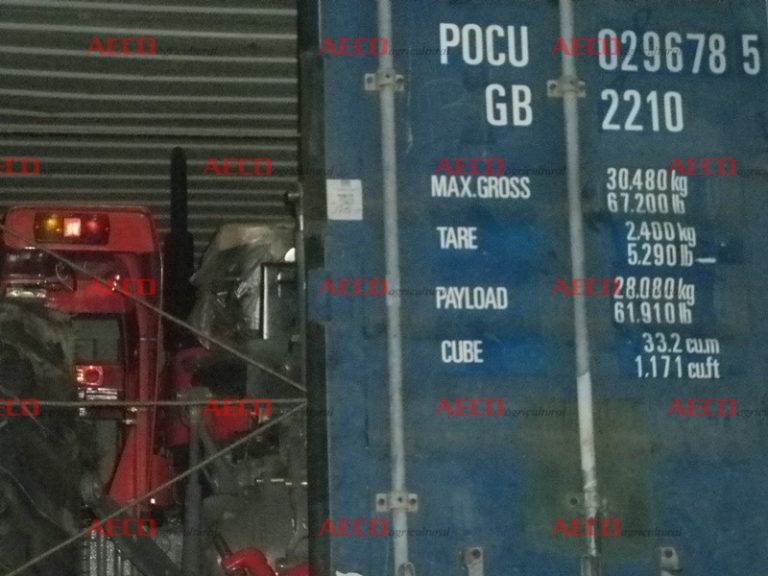 POCU 029678 5
GB 2210
MAX.GROSS 30.480 kg
67.200 lb
TARE 2.400 kg
5.290 lb
PAYLOAD 28.080 kg
61.910 lb
CUBE 33.2 cu.m
1,171 cu.ft
AECO agricultural